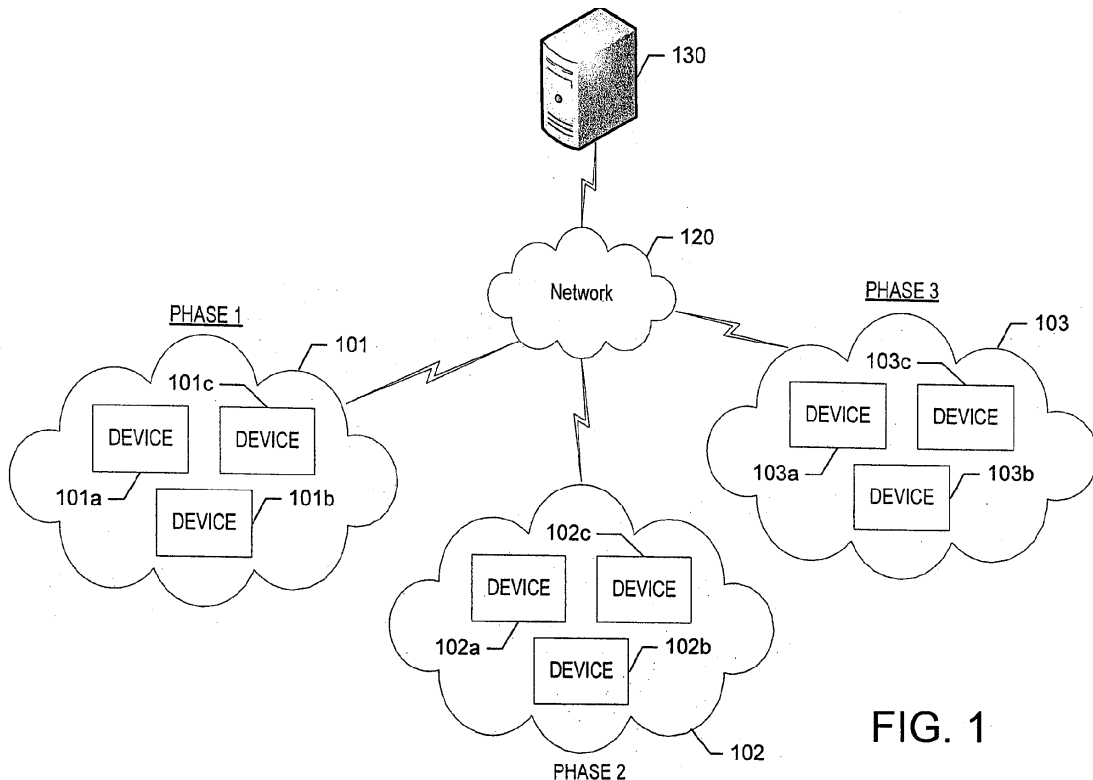 130
120
Network
PHASE 1
101
101c
DEVICE
DEVICE
101a
101b
DEVICE
PHASE 3
103
103c
DEVICE
DEVICE
103a
103b
DEVICE
102c
DEVICE
DEVICE
102a
102b
DEVICE
102
PHASE 2
FIG. 1